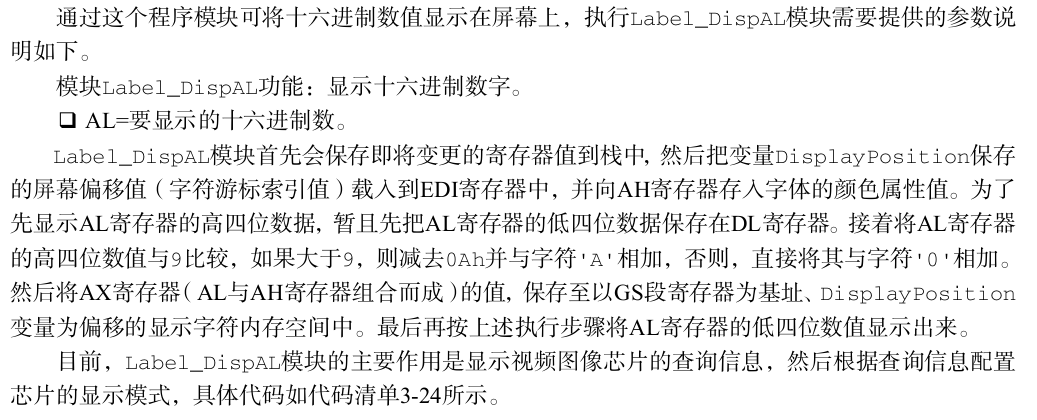 通过这个程序模块可将十六进制数值显示在屏幕上，执行Label_DispAL模块需要提供的参数说
明如下。
模块Label_DispAL功能：显示十六进制数字。
❑ AL=要显示的十六进制数。
Label_DispAL模块首先会保存即将变更的寄存器值到栈中，然后把变量DisplayPosition保存
的屏幕偏移值（字符游标索引值）载入到EDI寄存器中，并向AH寄存器存入字体的颜色属性值。为了
先显示AL寄存器的高四位数据，暂且先把AL寄存器的低四位数据保存在DL寄存器。接着将AL寄存器
的高四位数值与9比较，如果大于9，则减去0Ah并与字符'A'相加，否则，直接将其与字符'0'相加。
然后将AX寄存器（AL与AH寄存器组合而成）的值，保存至以GS段寄存器为基址、DisplayPosition
变量为偏移的显示字符内存空间中。最后再按上述执行步骤将AL寄存器的低四位数值显示出来。
目前，Label_DispAL模块的主要作用是显示视频图像芯片的查询信息，然后根据查询信息配置
芯片的显示模式，具体代码如代码清单3-24所示。